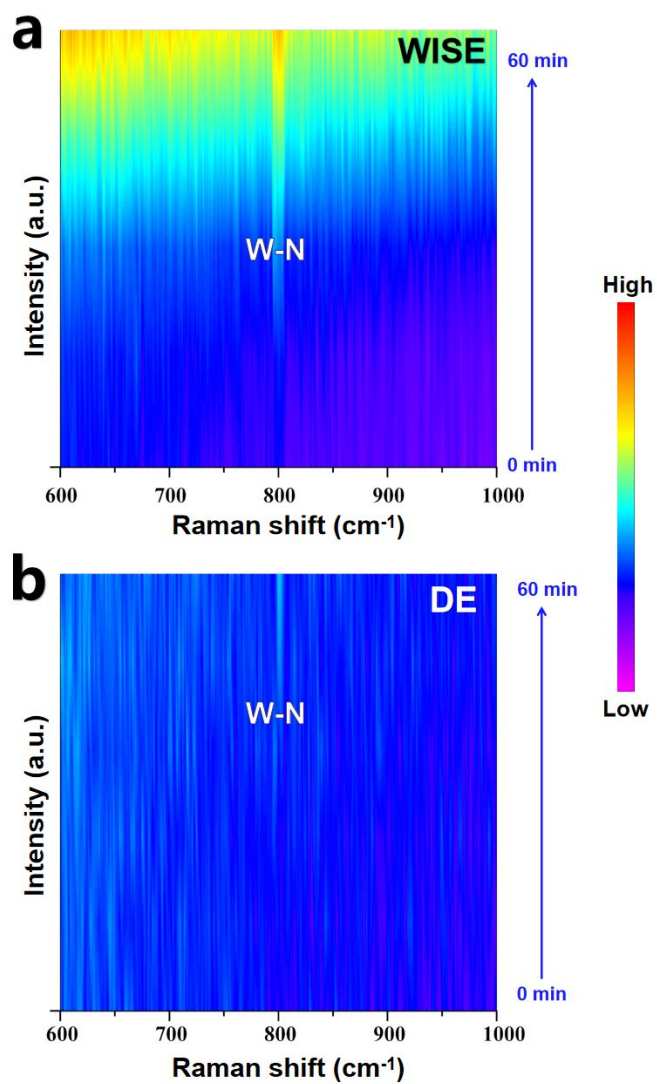 a
WISE
60 min
Intensity (a.u.)
W-N
0 min
600 700 800 900 1000
Raman shift (cm⁻¹)
High
Low
b
DE
60 min
Intensity (a.u.)
W-N
0 min
600 700 800 900 1000
Raman shift (cm⁻¹)